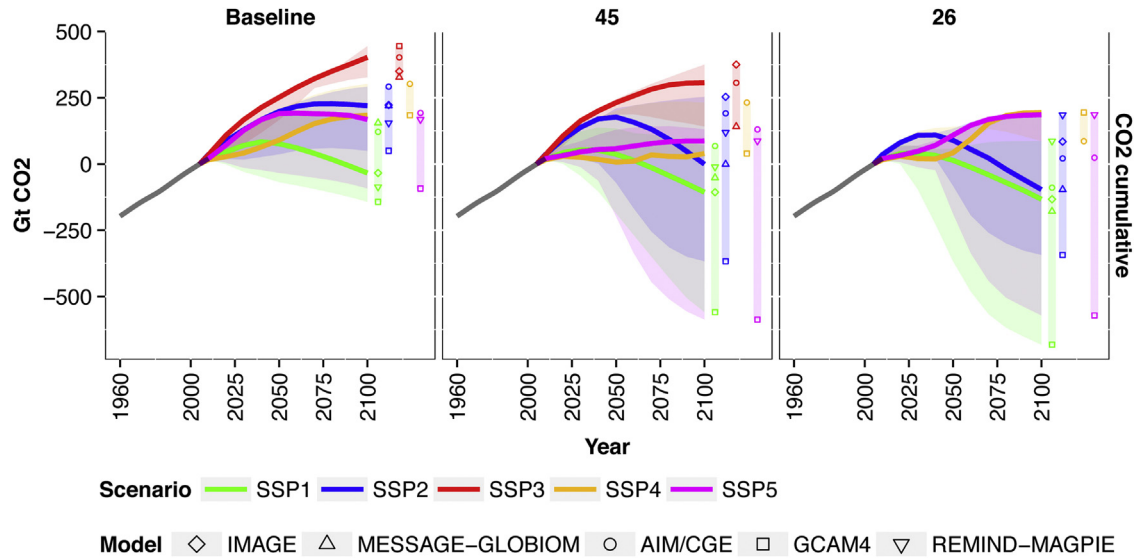 Baseline 45 26
500
250
0
−250
−500
Gt CO2
CO2 cumulative
1960 2000 2025 2050 2075 2100 1960 2000 2025 2050 2075 2100 1960 2000 2025 2050 2075 2100
Year
Scenario SSP1 SSP2 SSP3 SSP4 SSP5
Model IMAGE MESSAGE−GLOBIOM AIM/CGE GCAM4 REMIND−MAGPIE